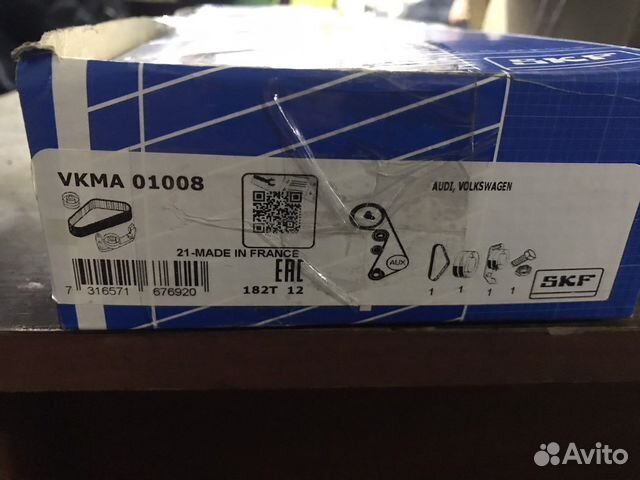 SKF
VKMA 01008
AUDI, VOLKSWAGEN
21-MADE IN FRANCE
EAC
AUX
7 316571 676920
182T 12
1 1 1 1
SKF
Avito